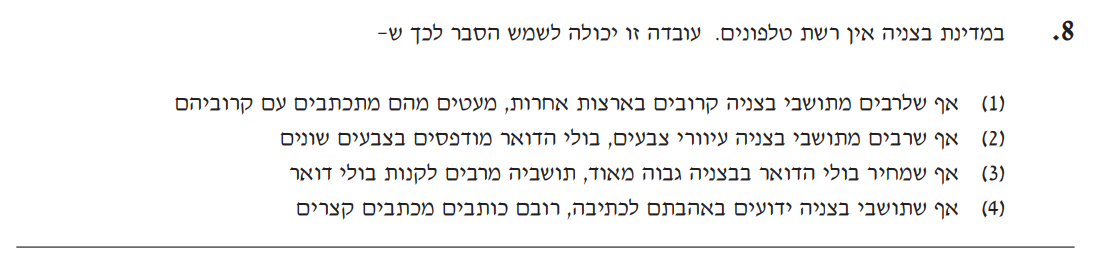 8. במדינת בצניה אין רשת טלפונים. עובדה זו יכולה לשמש הסבר לכך ש-
(1) אף שלרבים מתושבי בצניה קרובים בארצות אחרות, מעטים מהם מתכתבים עם קרוביהם
(2) אף שרבים מתושבי בצניה עיוורי צבעים, בולי הדואר מודפסים בצבעים שונים
(3) אף שמחיר בולי הדואר בבצניה גבוה מאוד, תושביה מרבים לקנות בולי דואר
(4) אף שתושבי בצניה ידועים באהבתם לכתיבה, רובם כותבים מכתבים קצרים